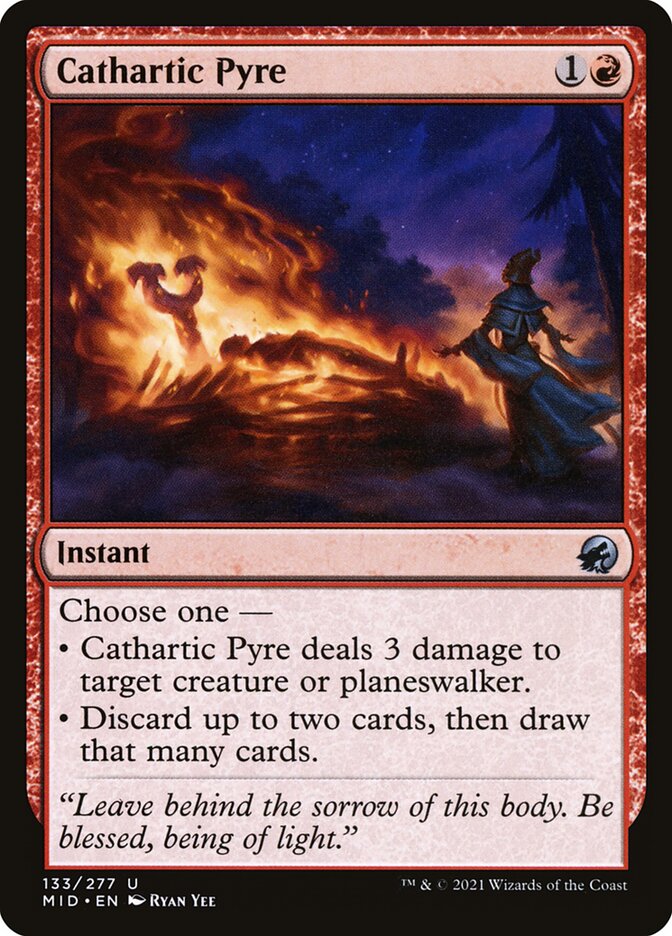 Cathartic Pyre
1
Instant
Choose one —
• Cathartic Pyre deals 3 damage to
target creature or planeswalker.
• Discard up to two cards, then draw
that many cards.
“Leave behind the sorrow of this body. Be
blessed, being of light.”
133/277 U
MID • EN Ryan Yee
™ & © 2021 Wizards of the Coast